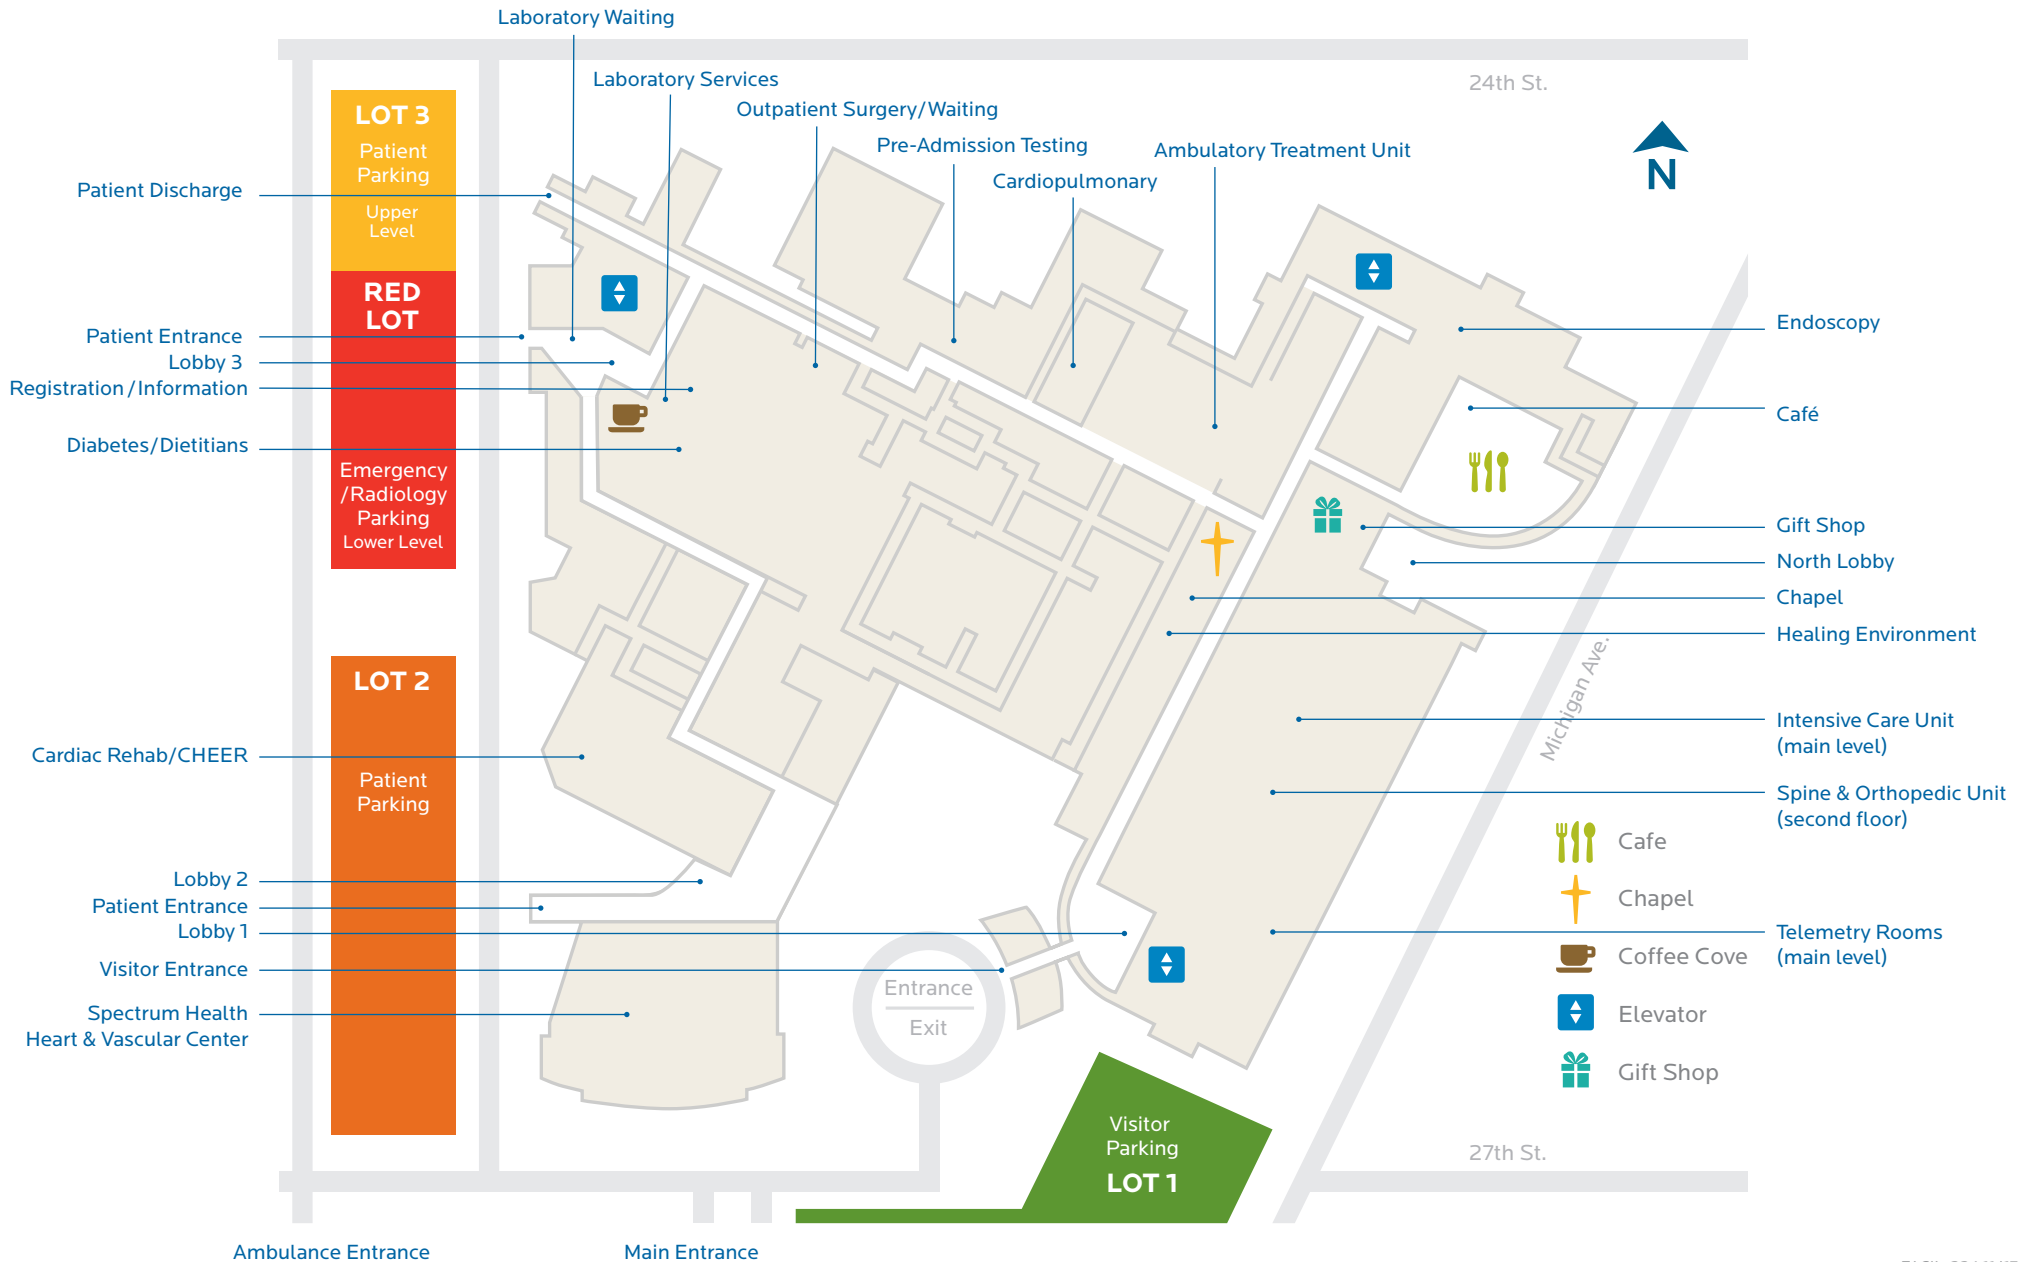 Laboratory Waiting
Laboratory Services
24th St.
Outpatient Surgery/Waiting
Pre-Admission Testing
Ambulatory Treatment Unit
Cardiopulmonary
N
LOT 3
Patient
Parking
Upper
Level
RED
LOT
Emergency
/Radiology
Parking
Lower Level
LOT 2
Patient
Parking
Patient Discharge
Patient Entrance
Lobby 3
Registration/Information
Diabetes/Dietitians
Cardiac Rehab/CHEER
Lobby 2
Patient Entrance
Lobby 1
Visitor Entrance
Spectrum Health
Heart & Vascular Center
Endoscopy
Café
Gift Shop
North Lobby
Chapel
Healing Environment
Michigan Ave.
Intensive Care Unit
(main level)
Spine & Orthopedic Unit
(second floor)
Telemetry Rooms
(main level)
Cafe
Chapel
Coffee Cove
Elevator
Gift Shop
Entrance
Exit
Visitor
Parking
LOT 1
27th St.
Ambulance Entrance
Main Entrance